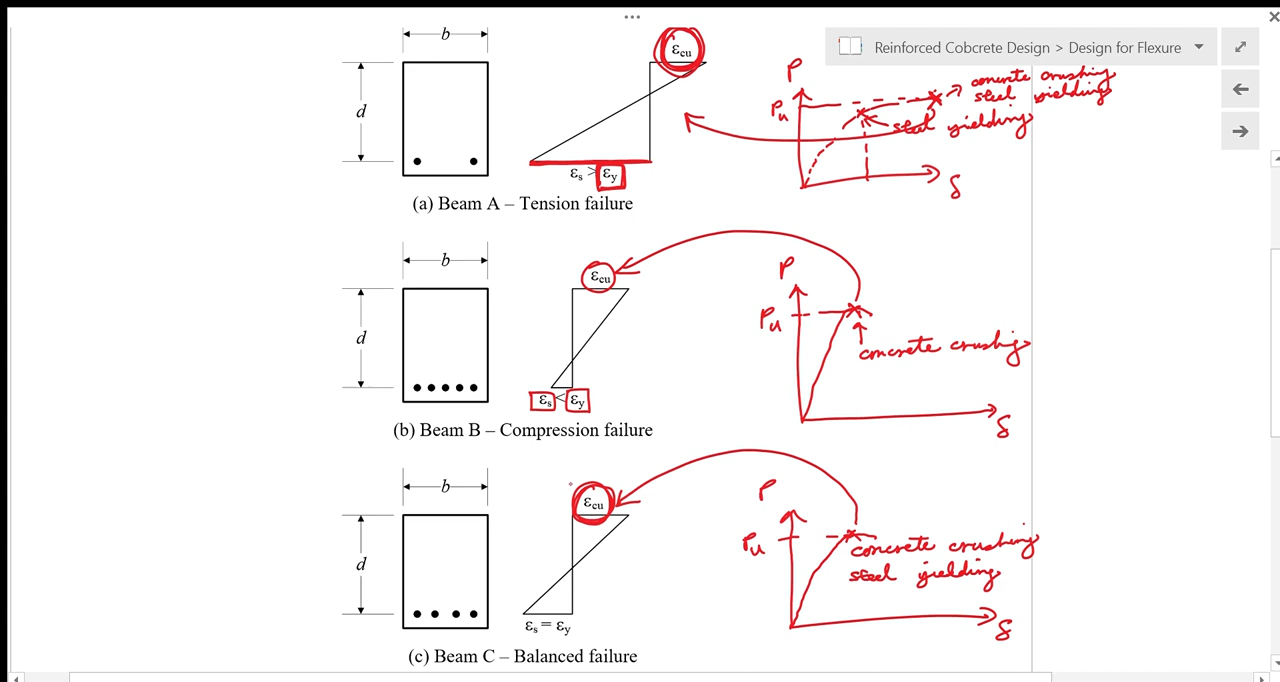 Reinforced Cobcrete Design > Design for Flexure
b
d
εcu
εs > εy
(a) Beam A – Tension failure
P
Pu
concrete crushing
steel yielding
steel yielding
δ
b
d
εcu
εs < εy
(b) Beam B – Compression failure
P
Pu
concrete crushing
δ
b
d
εcu
εs = εy
(c) Beam C – Balanced failure
P
Pu
concrete crushing
steel yielding
δ